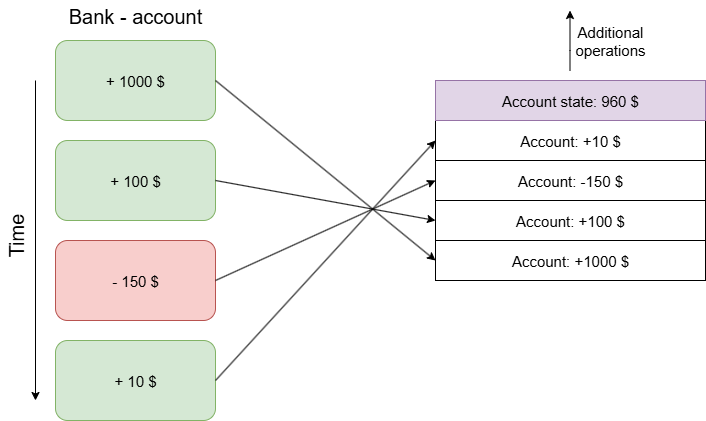 Bank - account
Time
+ 1000 $
+ 100 $
- 150 $
+ 10 $
Additional
operations
Account state: 960 $
Account: +10 $
Account: -150 $
Account: +100 $
Account: +1000 $